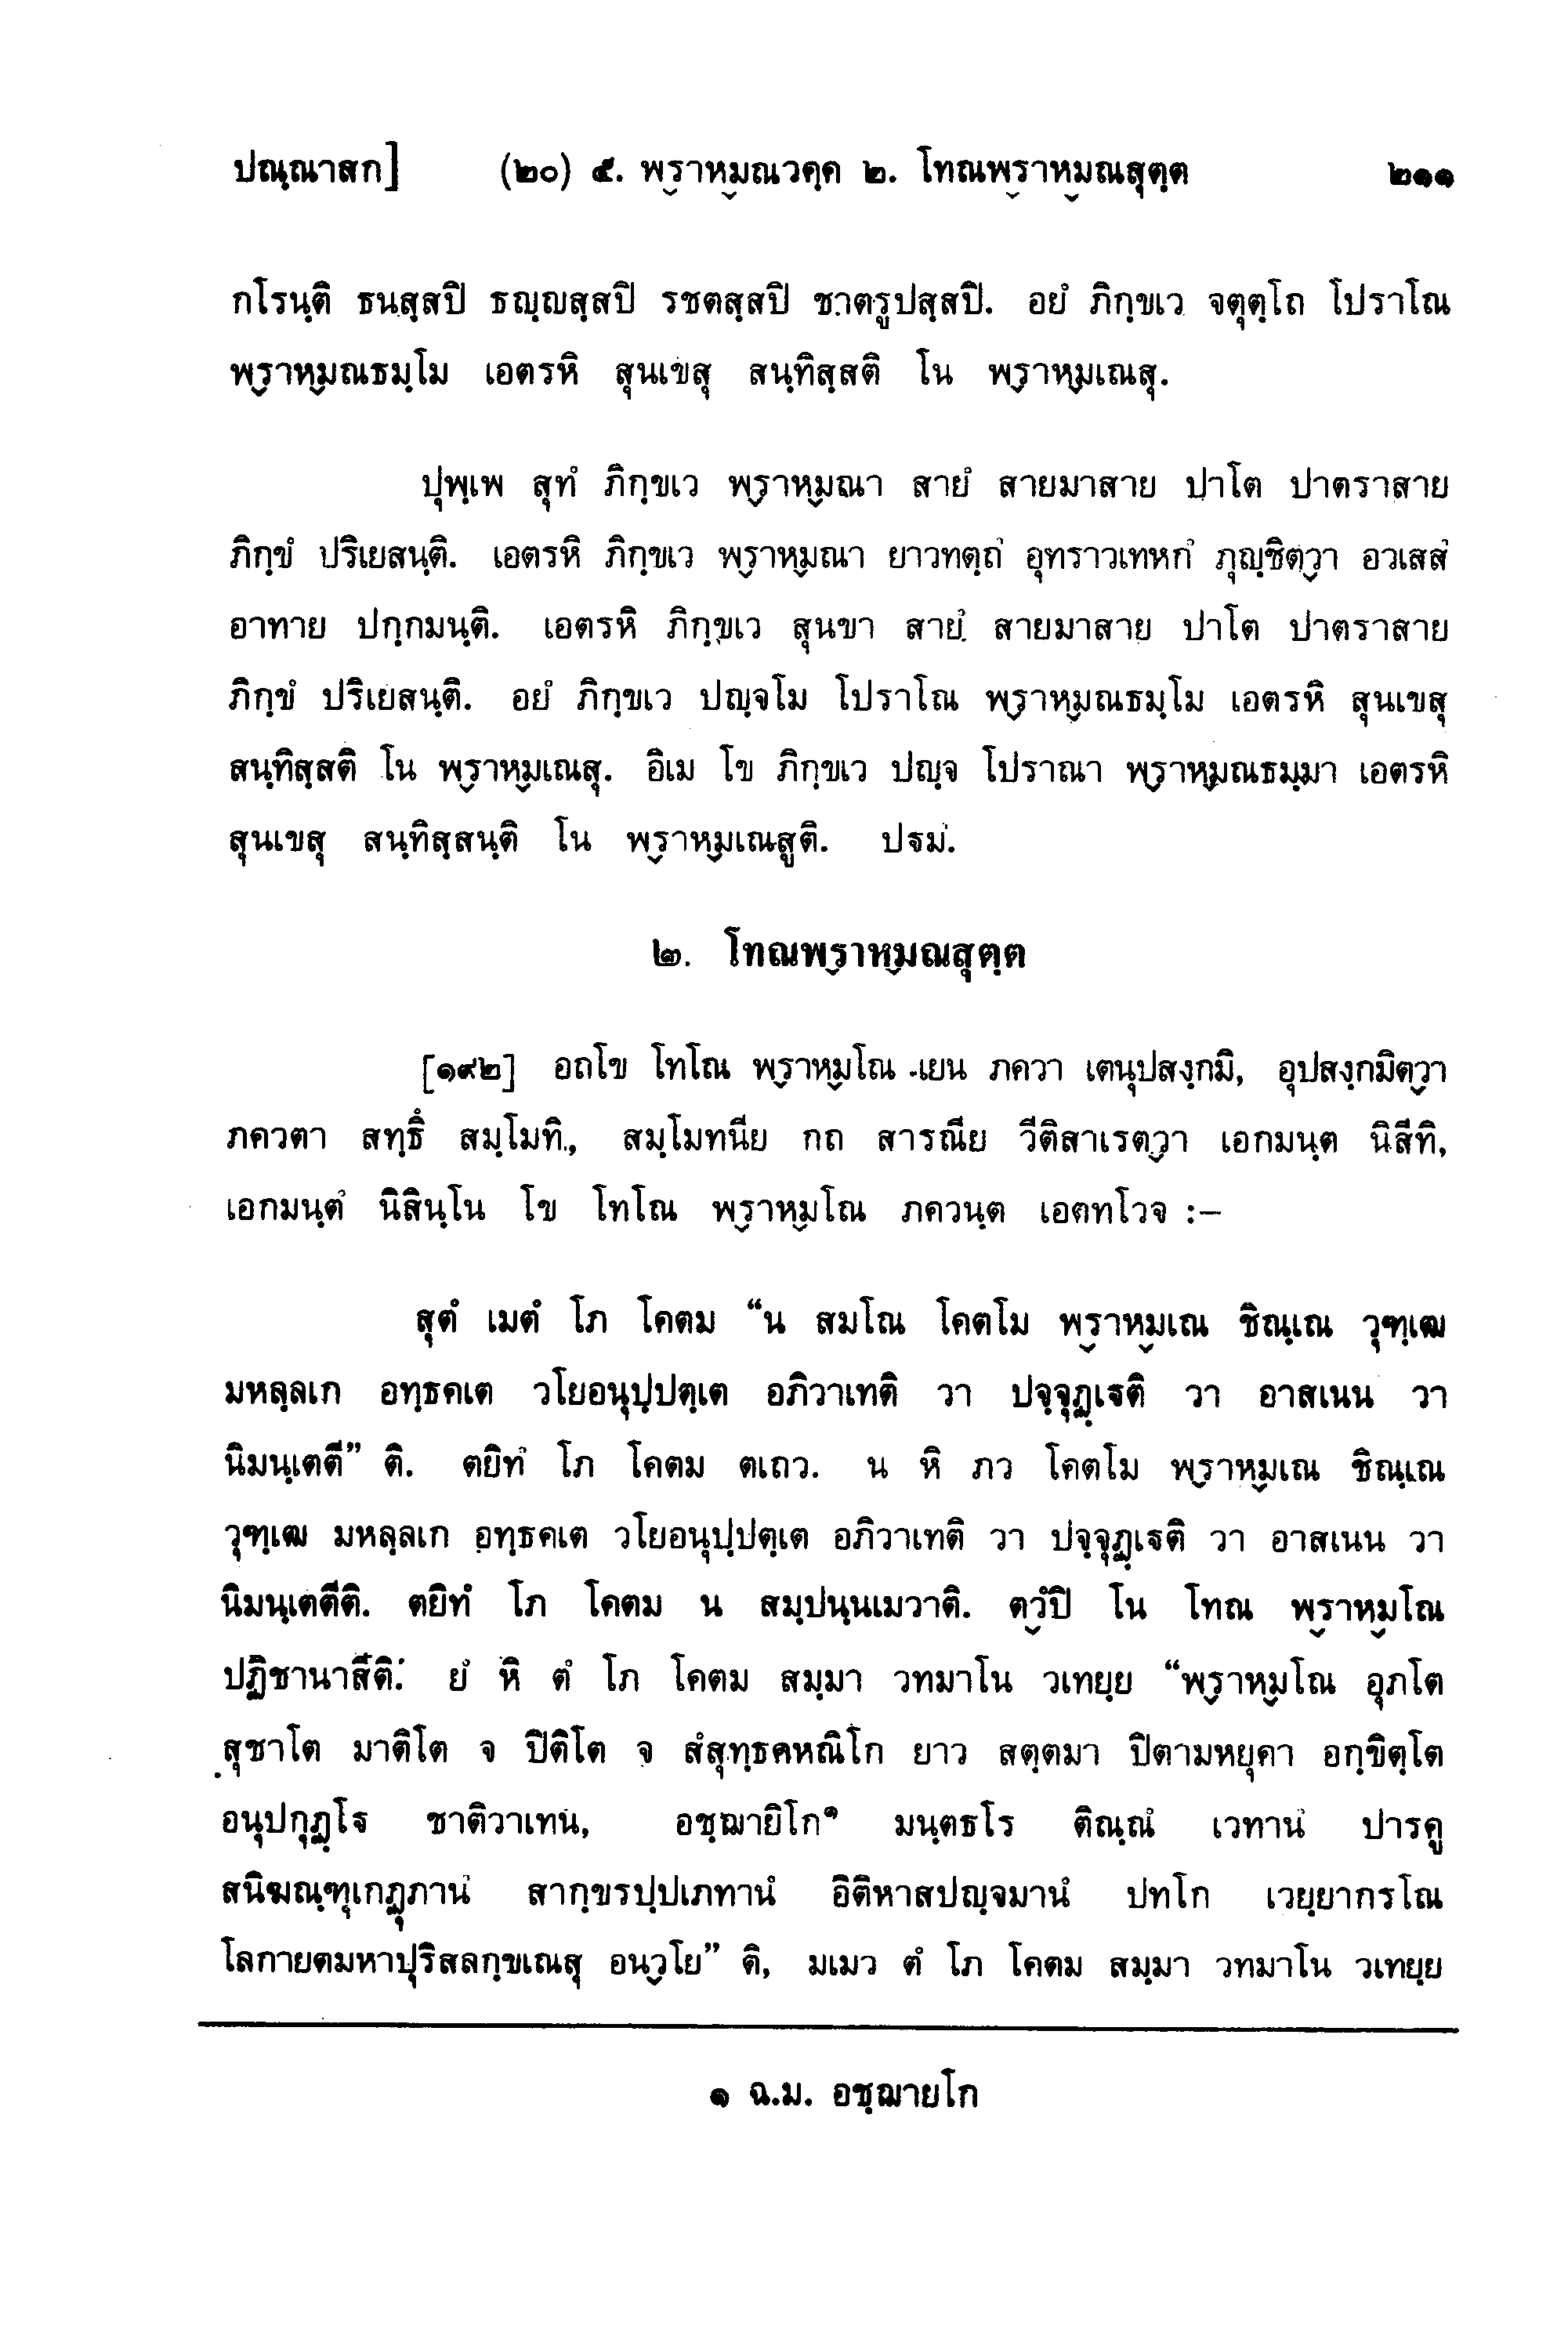 ปณฺณาสก] (๒๐) ๕. พฺราหฺมณวคฺค ๒. โทณพฺราหฺมณสุตฺต ๒๑๑
กโรนฺติ ธนสฺสปิ ธญฺญสฺสปิ รชตสฺสปิ ชาตรูปสฺสปิ. อยํ ภิกฺขเว จตุตฺโถ โปราโณ
พฺราหฺมณธมฺโม เอตรหิ สุนเขสุ สนฺทิสฺสติ โน พฺราหฺมเณสุ.
ปุพฺเพ สุทํ ภิกฺขเว พฺราหฺมณา สายํ สายมาสาย ปาโต ปาตราสาย
ภิกฺขํ ปริเยสนฺติ. เอตรหิ ภิกฺขเว พฺราหฺมณา ยาวทตฺถํ อุทราวเทหกํ ภุญฺชิตฺวา อวเสสํ
อาทาย ปกฺกมนฺติ. เอตรหิ ภิกฺขเว สุนขา สายํ สายมาสาย ปาโต ปาตราสาย
ภิกฺขํ ปริเยสนฺติ. อยํ ภิกฺขเว ปญฺจโม โปราโณ พฺราหฺมณธมฺโม เอตรหิ สุนเขสุ
สนฺทิสฺสติ โน พฺราหฺมเณสุ. อิเม โข ภิกฺขเว ปญฺจ โปราณา พฺราหฺมณธมฺมา เอตรหิ
สุนเขสุ สนฺทิสฺสนฺติ โน พฺราหฺมเณสูติ. ปฐมํ.
๒. โทณพฺราหฺมณสุตฺต
[๑๙๒] อถโข โทโณ พฺราหฺมโณ เยน ภควา เตนุปสงฺกมิ, อุปสงฺกมิตฺวา
ภควตา สทฺธึ สมฺโมทิ, สมฺโมทนีย กถ สารณีย วีติสาเรตฺวา เอกมนฺต นิสีทิ,
เอกมนฺตํ นิสินฺโน โข โทโณ พฺราหฺมโณ ภควนฺต เอตทโวจ :–
สุตํ เมตํ โภ โคตม “น สมโณ โคตโม พฺราหฺมเณ ชิณฺเณ วุฑฺเฒ
มหลฺลเก อทฺธคเต วโยอนุปฺปตฺเต อภิวาเทติ วา ปจฺจุฏฺเฐติ วา อาสเนน วา
นิมนฺเตตี” ติ. ตยิทํ โภ โคตม ตเถว. น หิ ภว โคตโม พฺราหฺมเณ ชิณฺเณ
วุฑฺเฒ มหลฺลเก อทฺธคเต วโยอนุปฺปตฺเต อภิวาเทติ วา ปจฺจุฏฺเฐติ วา อาสเนน วา
นิมนฺเตตีติ. ตยิทํ โภ โคตม น สมฺปนฺนเมวาติ. ตฺวํปิ โน โทณ พฺราหฺมโณ
ปฏิชานาสีติ. ยํ หิ ตํ โภ โคตม สมฺมา วทมาโน วเทยฺย “พฺราหฺมโณ อุภโต
สุชาโต มาติโต จ ปิติโต จ สํสุทฺธคหณิโก ยาว สตฺตมา ปิตามหยุคา อกฺขิตฺโต
อนุปกุฏฺโฐ ชาติวาเทน, อชฺฌายิโก๑ มนฺตธโร ติณฺณํ เวทานํ ปารคู
สนิฆณฺฑุเกฏุภานํ สากฺขรปฺปเภทานํ อิติหาสปญฺจมานํ ปทโก เวยฺยากรโณ
โลกายตมหาปุริสลกฺขเณสุ อนวฺโย” ติ, มเมว ตํ โภ โคตม สมฺมา วทมาโน วเทยฺย
๑ ฉ.ม. อชฺฌายโก